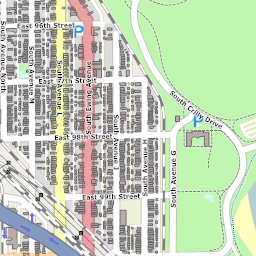 East 96th Street
P
South Avenue North
South Avenue M
South Avenue
South Ewing Avenue
East 97th Street
South Crilly Drive
East 98th Street
South Avenue J
South Avenue G
East 99th Street